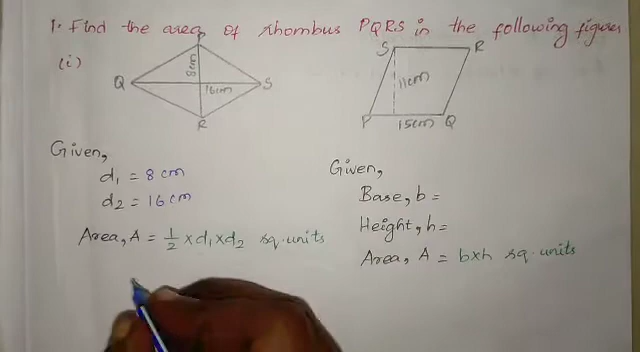 1. Find the area of rhombus PQRS in the following figures
(i)
P
8cm
Q
16cm
S
R
S
R
11cm
P
15cm
Q
Given,
d₁ = 8 cm
d₂ = 16 cm
Area, A = 1/2 × d₁ × d₂ sq. units
Given,
Base, b =
Height, h =
Area, A = b×h sq. units